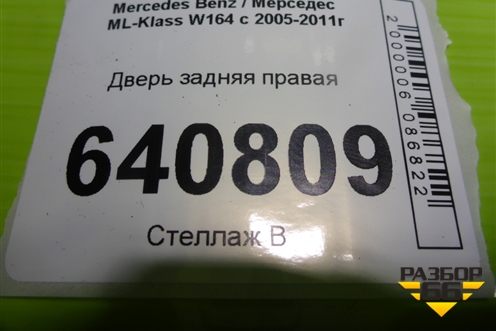 Mercedes Benz / Мерседес
ML-Klass W164 с 2005-2011г
Дверь задняя правая
640809
Стеллаж В
2000006086822
РАЗБОР
66